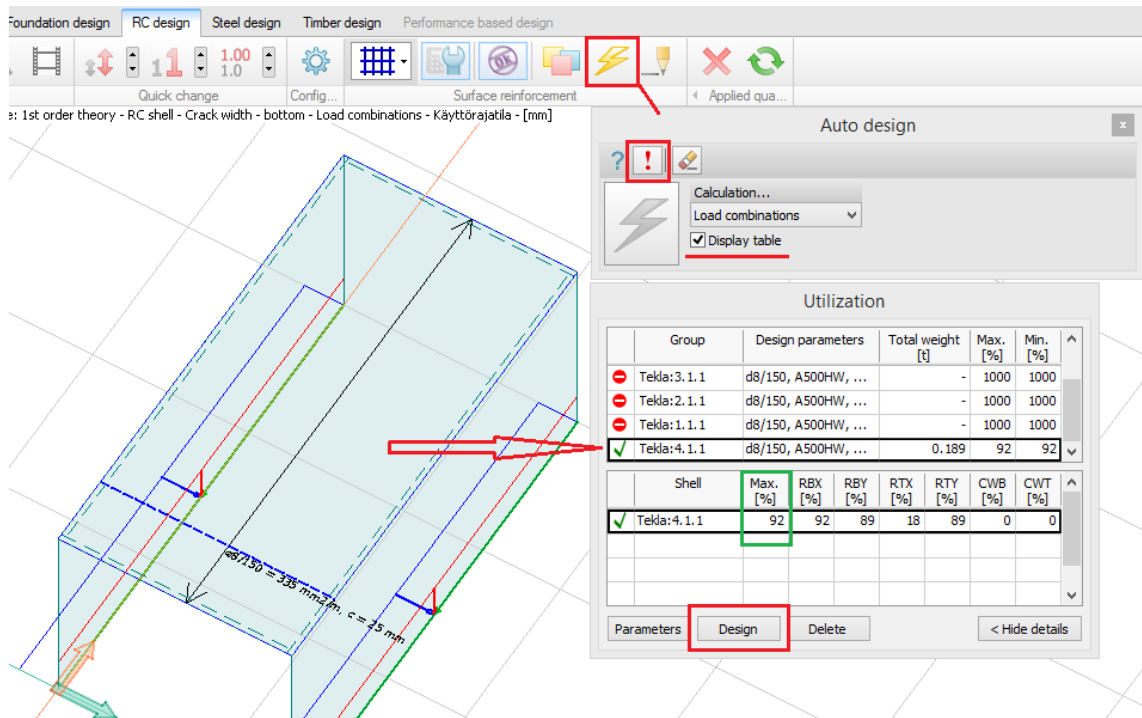 Foundation design RC design Steel design Timber design Perfomance based design
1.00
1.0
Quick change Config... Surface reinforcement Applied qua...
e: 1st order theory - RC shell - Crack width - bottom - Load combinations - Käyttörajatila - [mm]
Auto design
x
? !
Calculation...
Load combinations
Display table
Utilization
Group Design parameters Total weight [t] Max. [%] Min. [%]
Tekla:3.1.1 d8/150, A500HW, ... - 1000 1000
Tekla:2.1.1 d8/150, A500HW, ... - 1000 1000
Tekla:1.1.1 d8/150, A500HW, ... - 1000 1000
Tekla:4.1.1 d8/150, A500HW, ... 0.189 92 92
Shell Max. [%] RBX [%] RBY [%] RTX [%] RTY [%] CWB [%] CWT [%]
Tekla:4.1.1 92 92 89 18 89 0 0
ø8/150 = 335 mm2/m, c = 25 mm
Parameters Design Delete < Hide details